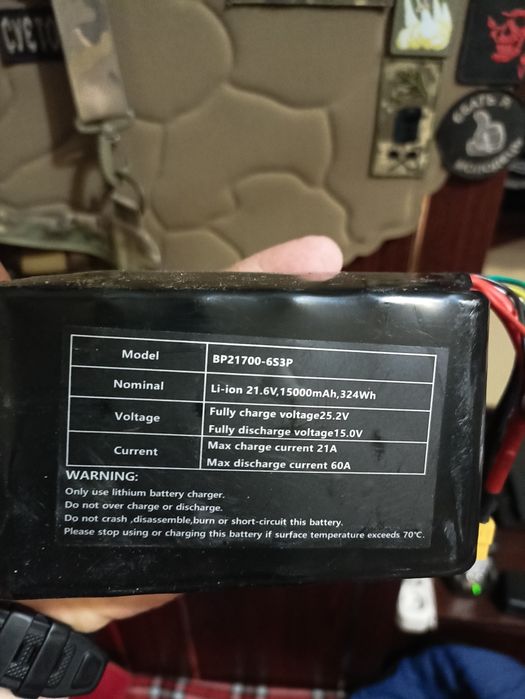 Model BP21700-6S3P
Nominal Li-ion 21.6V,15000mAh,324Wh
Voltage Fully charge voltage25.2V
Fully discharge voltage15.0V
Current Max charge current 21A
Max discharge current 60A
WARNING:
Only use lithium battery charger.
Do not over charge or discharge.
Do not crash ,disassemble,burn or short-circuit this battery.
Please stop using or charging this battery if surface temperature exceeds 70℃.